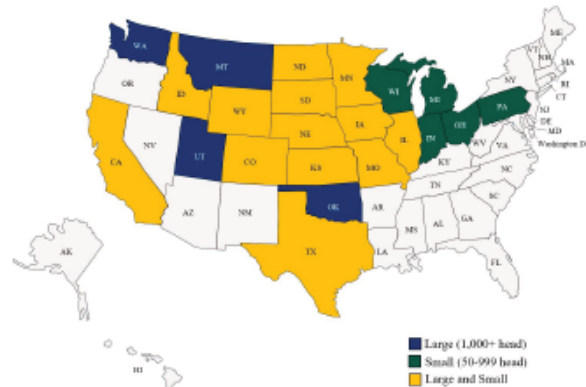 WA
MT
ND
MN
ME
VT
NH
OR
ID
SD
WI
MI
NY
MA
RI
CT
WY
IA
PA
NJ
NE
IL
IN
OH
DE
MD
Washington D
NV
UT
CO
KS
MO
WV
VA
KY
CA
NC
TN
AZ
NM
OK
AR
SC
MS
AL
GA
TX
LA
AK
FL
HI
Large (1,000+ head)
Small (50-999 head)
Large and Small